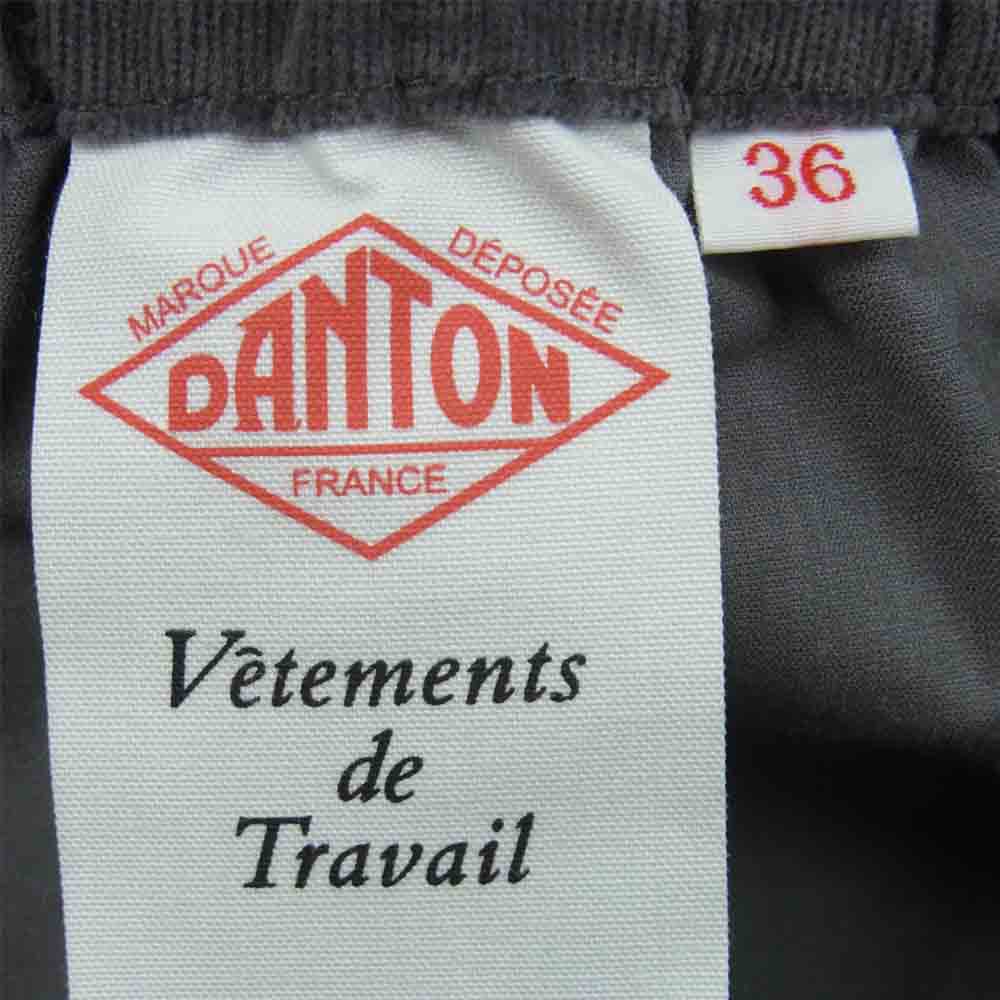 36
MARQUE DÉPOSÉE
DANTON
FRANCE
Vêtements
de
Travail